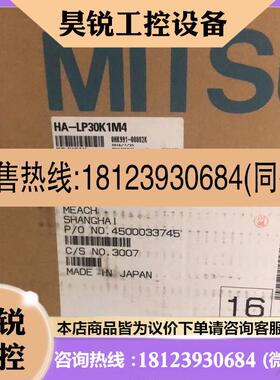 昊锐工控设备
MITS
HA-LP30K1M4
售热线:18123930684(同
MEACH
SHANGHAI
P/O NO.4500033745
C/S NO.3007
MADE IN JAPAN
16
锐
本店商品皆为议价下单请咨询客服
工控
咨询热线:18123930684 (微